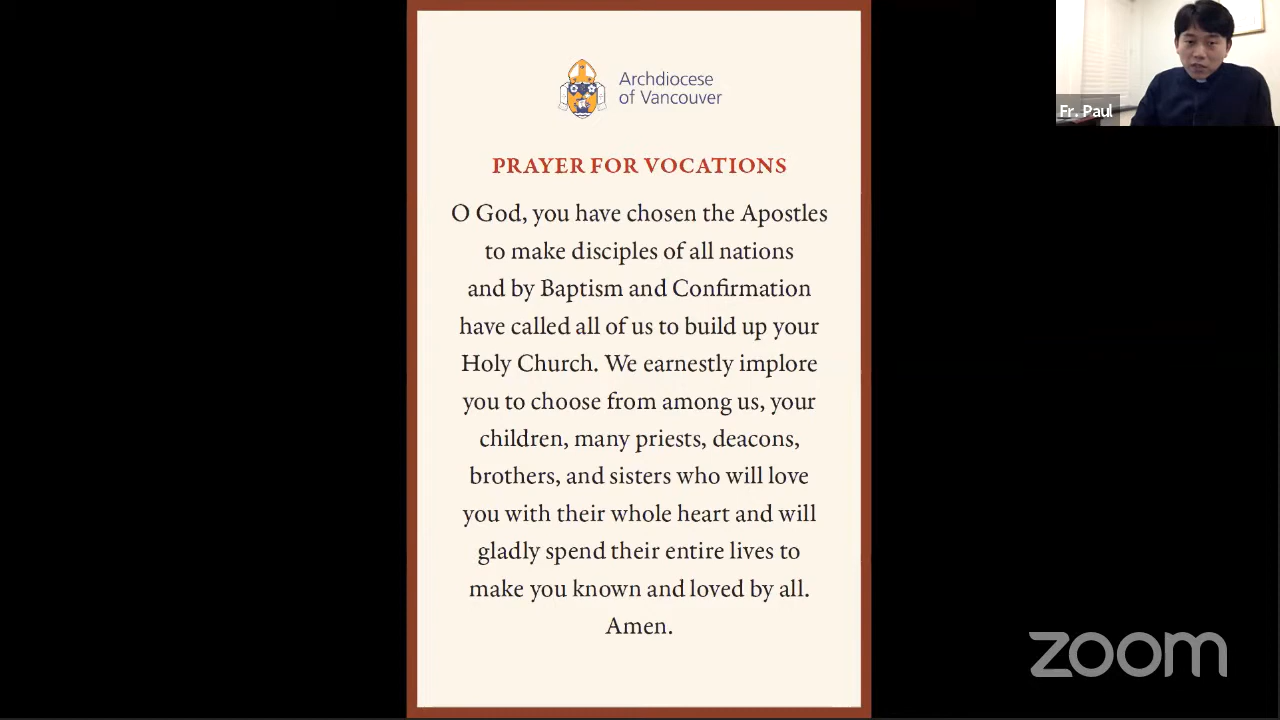 Archdiocese
of Vancouver
PRAYER FOR VOCATIONS
O God, you have chosen the Apostles
to make disciples of all nations
and by Baptism and Confirmation
have called all of us to build up your
Holy Church. We earnestly implore
you to choose from among us, your
children, many priests, deacons,
brothers, and sisters who will love
you with their whole heart and will
gladly spend their entire lives to
make you known and loved by all.
Amen.
Fr. Paul
zoom